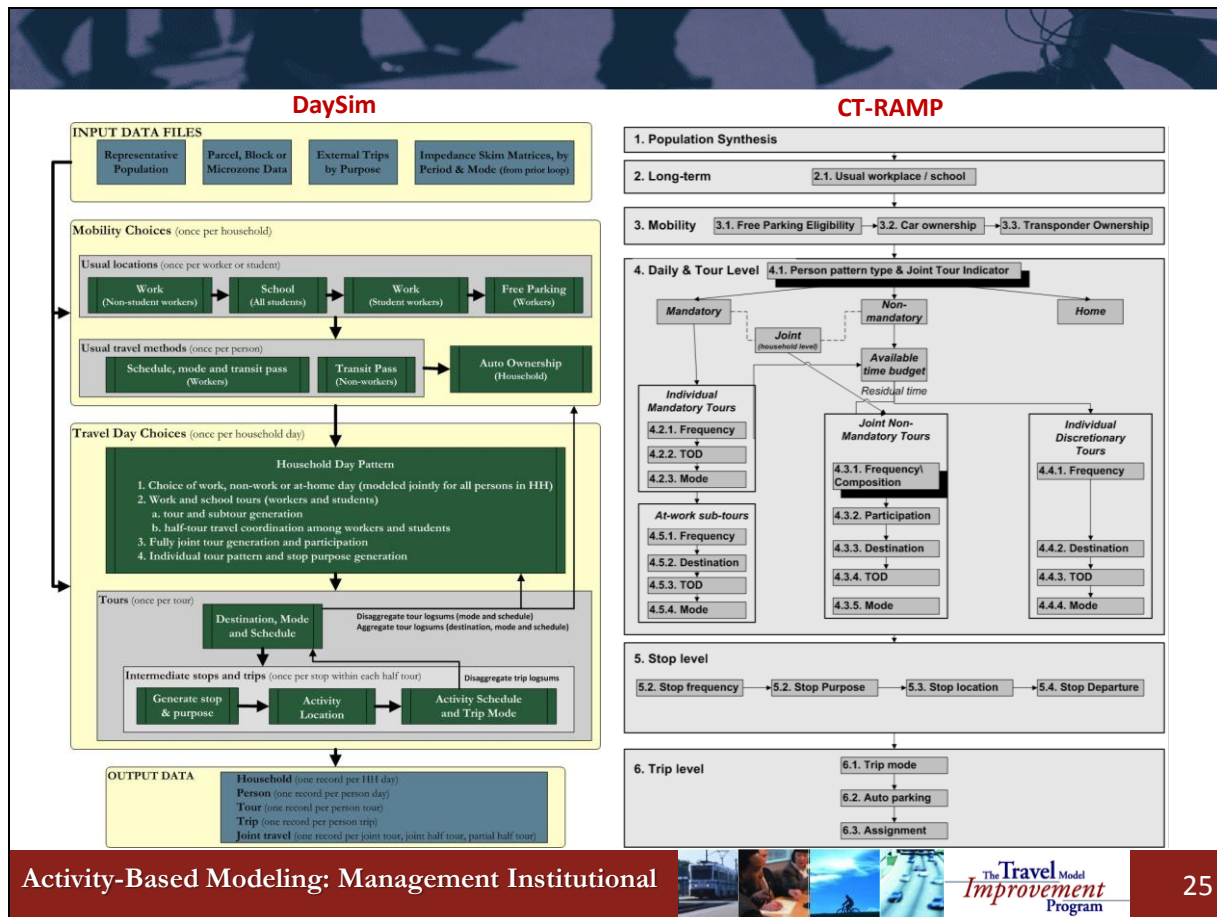 DaySim
INPUT DATA FILES
Representative
Population
Parcel, Block or
Microzone Data
External Trips
by Purpose
Impedance Skim Matrices, by
Period & Mode (from prior loop)
Mobility Choices (once per household)
Usual locations (once per worker or student)
Work
(Non-student workers)
School
(All students)
Work
(Student workers)
Free Parking
(Workers)
Usual travel methods (once per person)
Schedule, mode and transit pass
(Workers)
Transit Pass
(Non-workers)
Auto Ownership
(Household)
Travel Day Choices (once per household day)
Household Day Pattern
1. Choice of work, non-work or at-home day (modeled jointly for all persons in HH)
2. Work and school tours (workers and students)
a. tour and subtour generation
b. half-tour travel coordination among workers and students
3. Fully joint tour generation and participation
4. Individual tour pattern and stop purpose generation
Tours (once per tour)
Destination, Mode
and Schedule
Disaggregate tour logsums (mode and schedule)
Aggregate tour logsums (destination, mode and schedule)
Intermediate stops and trips (once per stop within each half tour)
Disaggregate trip logsums
Generate stop
& purpose
Activity
Location
Activity Schedule
and Trip Mode
OUTPUT DATA
Household (one record per HH day)
Person (one record per person day)
Tour (one record per person tour)
Trip (one record per person trip)
Joint travel (one record per joint tour, joint half tour, partial half tour)
CT-RAMP
1. Population Synthesis
2. Long-term
2.1. Usual workplace / school
3. Mobility
3.1. Free Parking Eligibility
3.2. Car ownership
3.3. Transponder Ownership
4. Daily & Tour Level
4.1. Person pattern type & Joint Tour Indicator
Mandatory
Non-
mandatory
Home
Joint
(household level)
Available
time budget
Residual time
Individual
Mandatory Tours
4.2.1. Frequency
4.2.2. TOD
4.2.3. Mode
At-work sub-tours
4.5.1. Frequency
4.5.2. Destination
4.5.3. TOD
4.5.4. Mode
Joint Non-
Mandatory Tours
4.3.1. Frequency\
Composition
4.3.2. Participation
4.3.3. Destination
4.3.4. TOD
4.3.5. Mode
Individual
Discretionary
Tours
4.4.1. Frequency
4.4.2. Destination
4.4.3. TOD
4.4.4. Mode
5. Stop level
5.2. Stop frequency
5.2. Stop Purpose
5.3. Stop location
5.4. Stop Departure
6. Trip level
6.1. Trip mode
6.2. Auto parking
6.3. Assignment
Activity-Based Modeling: Management Institutional
The Travel Model
Improvement
Program
25